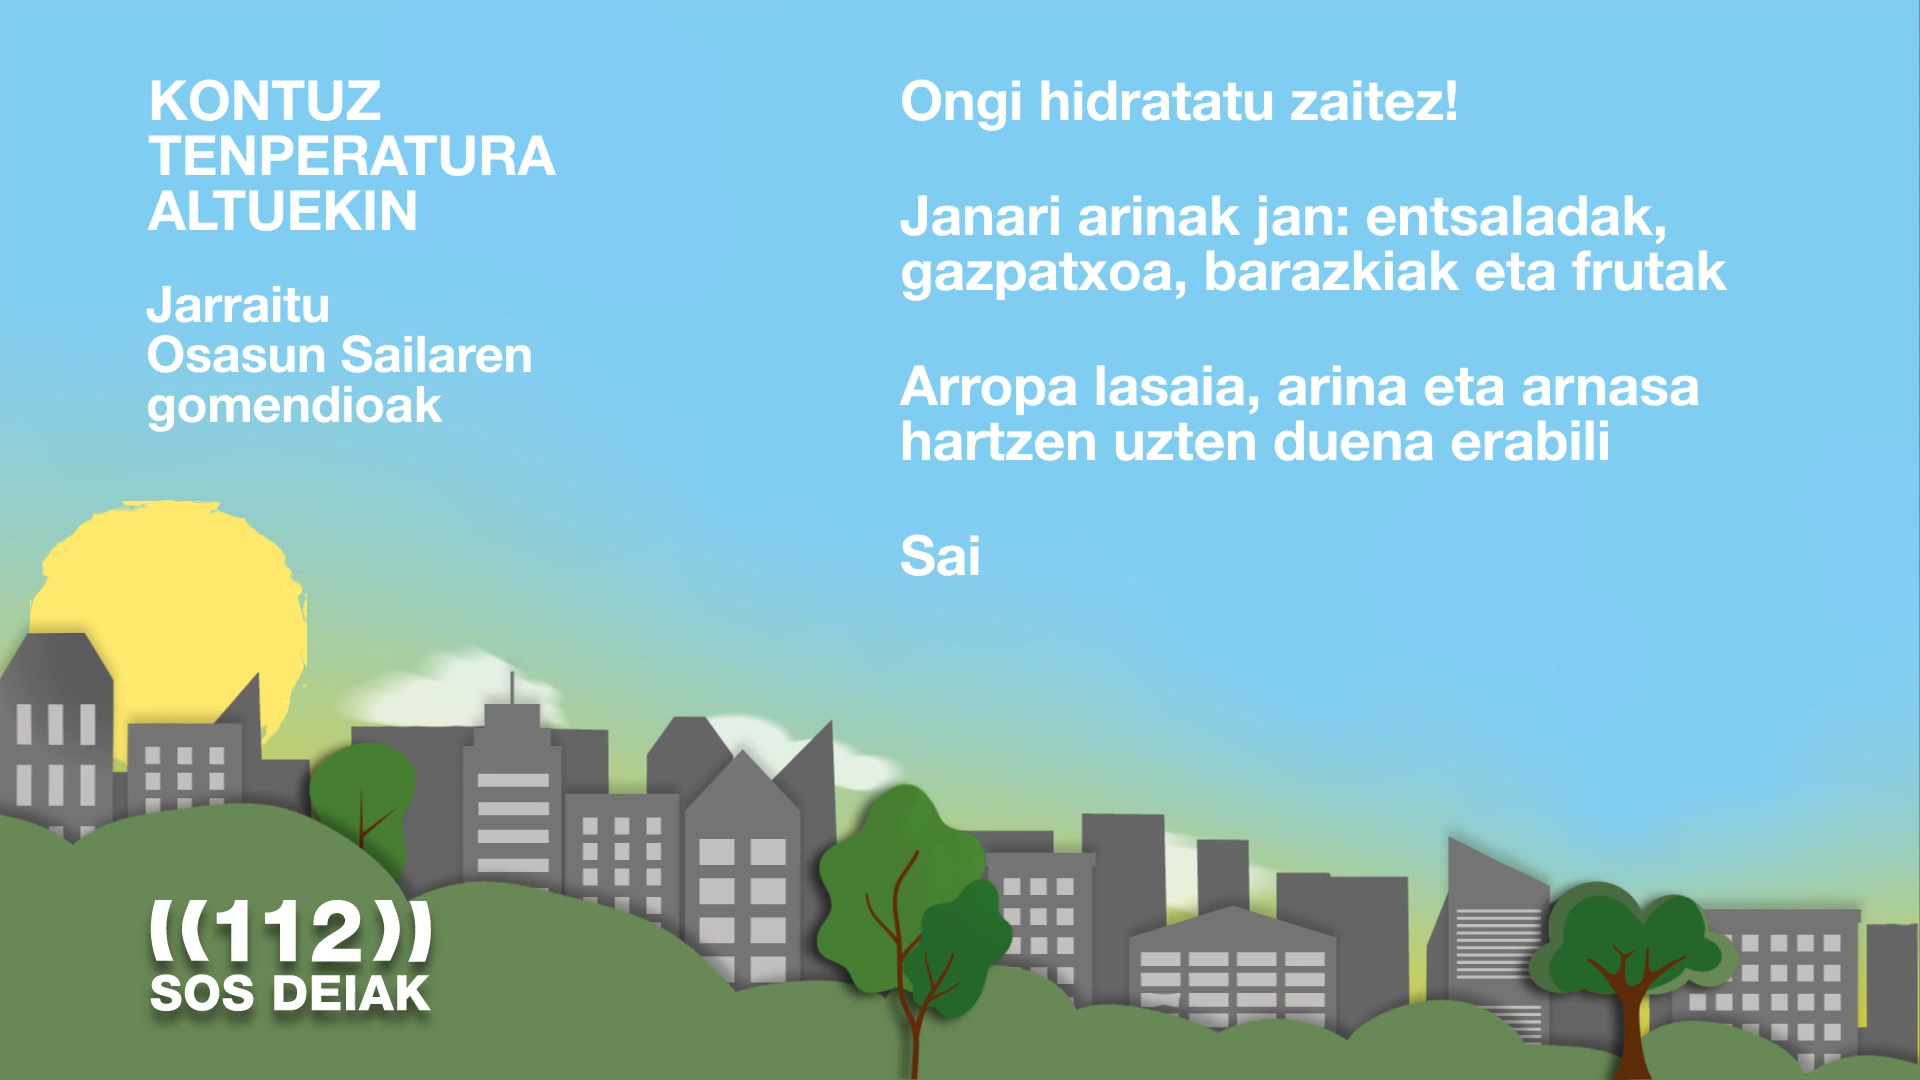 KONTUZ
TENPERATURA
ALTUEKIN
Jarraitu
Osasun Sailaren
gomendioak
Ongi hidratatu zaitez!
Janari arinak jan: entsaladak,
gazpatxoa, barazkiak eta frutak
Arropa lasaia, arina eta arnasa
hartzen uzten duena erabili
Sai
((112))
SOS DEIAK